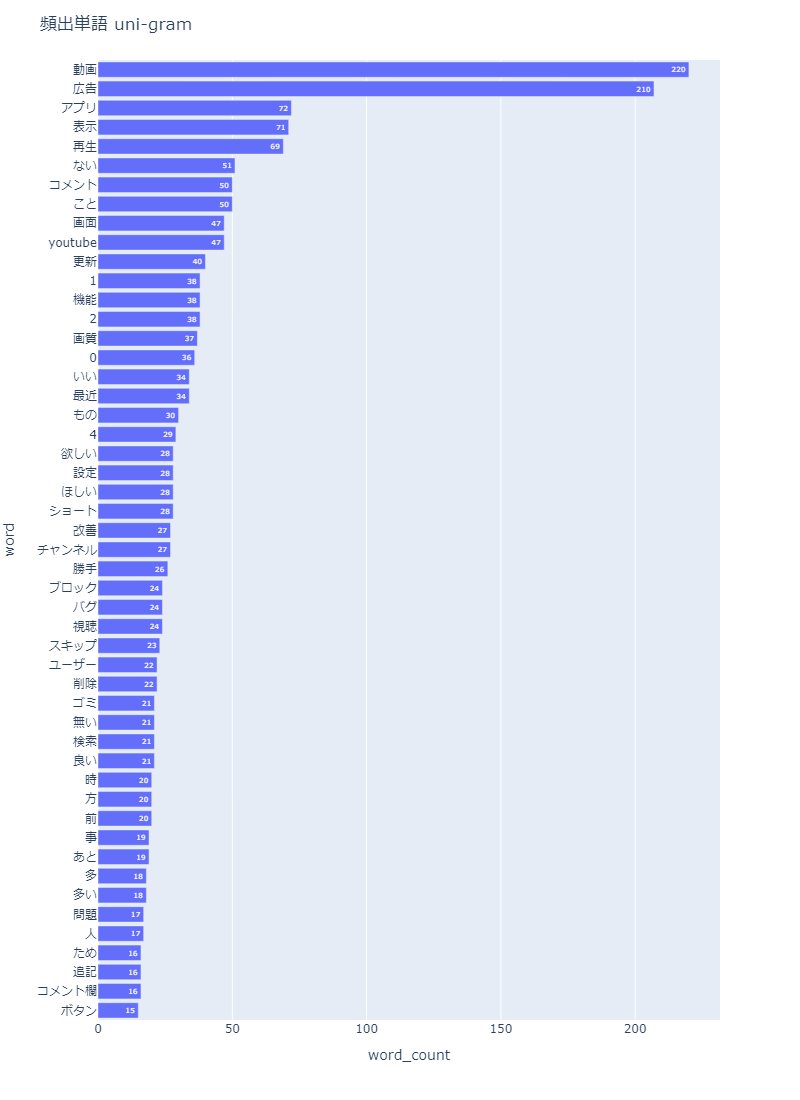 頻出単語 uni-gram
動画 220
広告 210
アプリ 72
表示 71
再生 69
ない 51
コメント 50
こと 50
画面 47
youtube 47
更新 40
1 38
機能 38
2 38
画質 37
0 36
いい 34
最近 34
もの 30
4 29
欲しい 28
設定 28
ほしい 28
ショート 28
改善 27
チャンネル 27
勝手 26
ブロック 24
バグ 24
視聴 24
スキップ 23
ユーザー 22
削除 22
ゴミ 21
無い 21
検索 21
良い 21
時 20
方 20
前 20
事 19
あと 19
多 18
多い 18
問題 17
人 17
ため 16
追記 16
コメント欄 16
ボタン 15
word
0 50 100 150 200
word_count